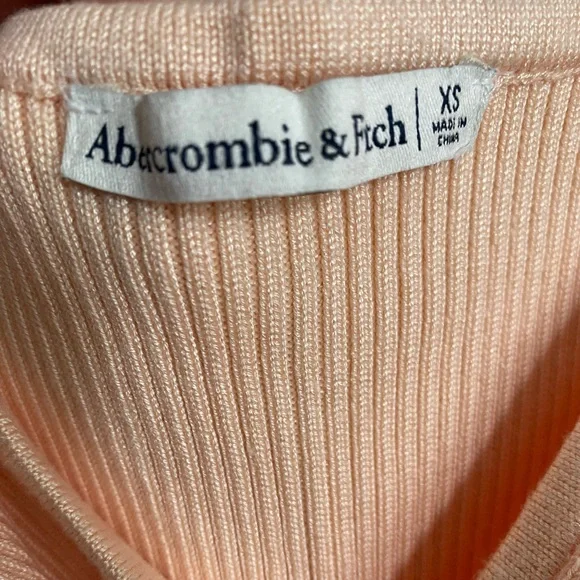 Abercrombie & Fitch | XS
MADE IN
CHINA